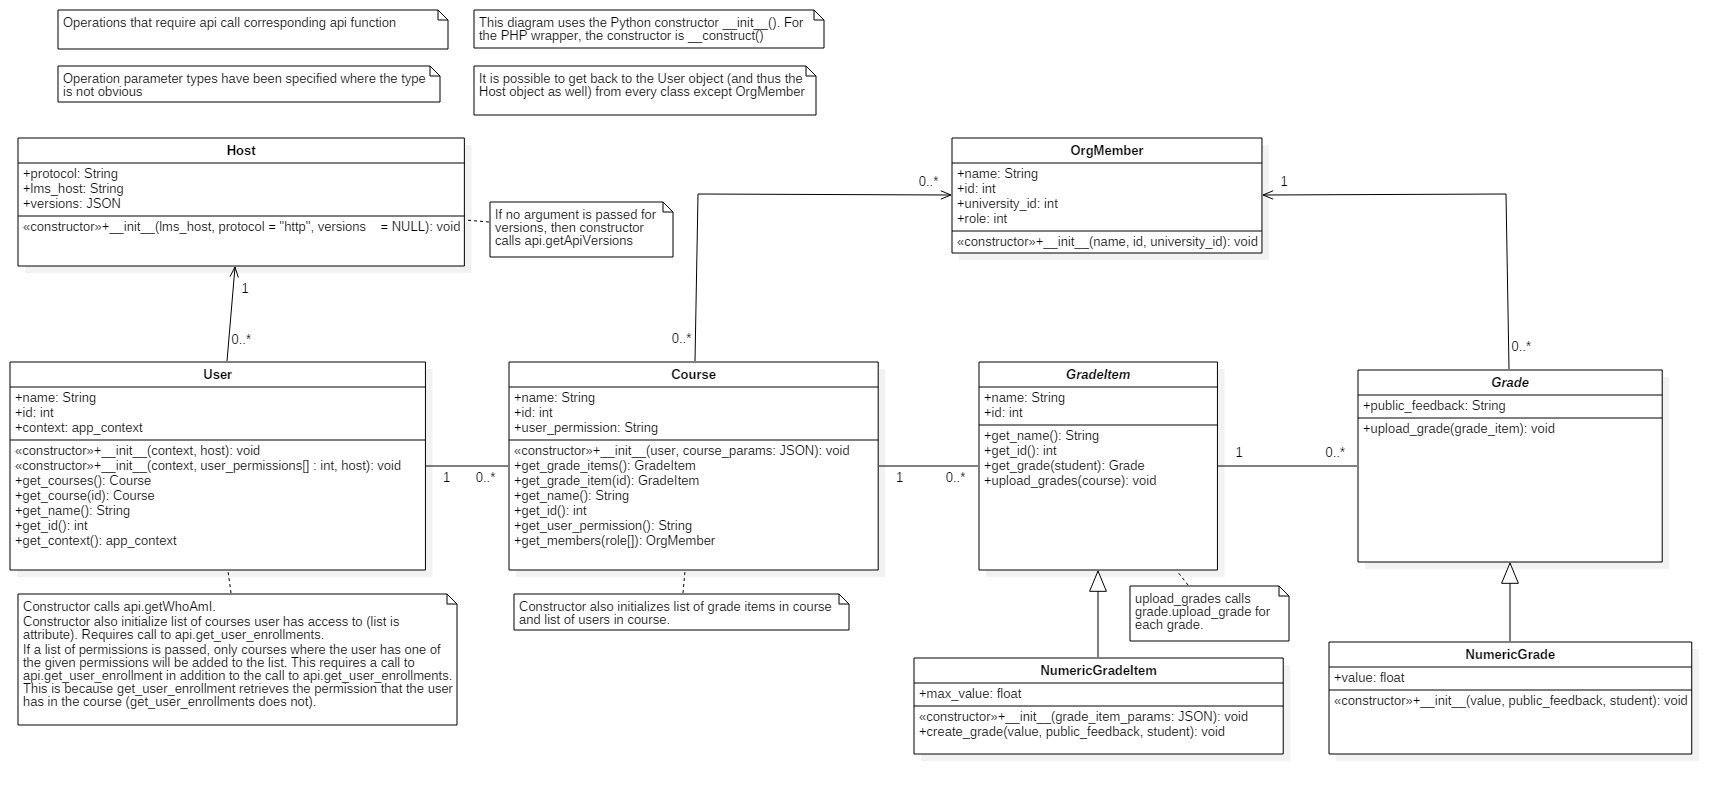 Operations that require api call corresponding api function
This diagram uses the Python constructor __init__(). For
the PHP wrapper, the constructor is __construct()
Operation parameter types have been specified where the type
is not obvious
It is possible to get back to the User object (and thus the
Host object as well) from every class except OrgMember
Host
+protocol: String
+lms_host: String
+versions: JSON
«constructor»+__init__(lms_host, protocol = "http", versions    = NULL): void
If no argument is passed for
versions, then constructor
calls api.getApiVersions
OrgMember
+name: String
+id: int
+university_id: int
+role: int
«constructor»+__init__(name, id, university_id): void
0..*
1
1
0..*
0..*
0..*
User
+name: String
+id: int
+context: app_context
«constructor»+__init__(context, host): void
«constructor»+__init__(context, user_permissions[] : int, host): void
+get_courses(): Course
+get_course(id): Course
+get_name(): String
+get_id(): int
+get_context(): app_context
1
0..*
Course
+name: String
+id: int
+user_permission: String
«constructor»+__init__(user, course_params: JSON): void
+get_grade_items(): GradeItem
+get_grade_item(id): GradeItem
+get_name(): String
+get_id(): int
+get_user_permission(): String
+get_members(role[]): OrgMember
1
0..*
GradeItem
+name: String
+id: int
+get_name(): String
+get_id(): int
+get_grade(student): Grade
+upload_grades(course): void
1
0..*
Grade
+public_feedback: String
+upload_grade(grade_item): void
Constructor calls api.getWhoAmI.
Constructor also initialize list of courses user has access to (list is
attribute). Requires call to api.get_user_enrollments.
If a list of permissions is passed, only courses where the user has one of
the given permissions will be added to the list. This requires a call to
api.get_user_enrollment in addition to the call to api.get_user_enrollments.
This is because get_user_enrollment retrieves the permission that the user
has in the course (get_user_enrollments does not).
Constructor also initializes list of grade items in course
and list of users in course.
upload_grades calls
grade.upload_grade for
each grade.
NumericGradeItem
+max_value: float
«constructor»+__init__(grade_item_params: JSON): void
+create_grade(value, public_feedback, student): void
NumericGrade
+value: float
«constructor»+__init__(value, public_feedback, student): void